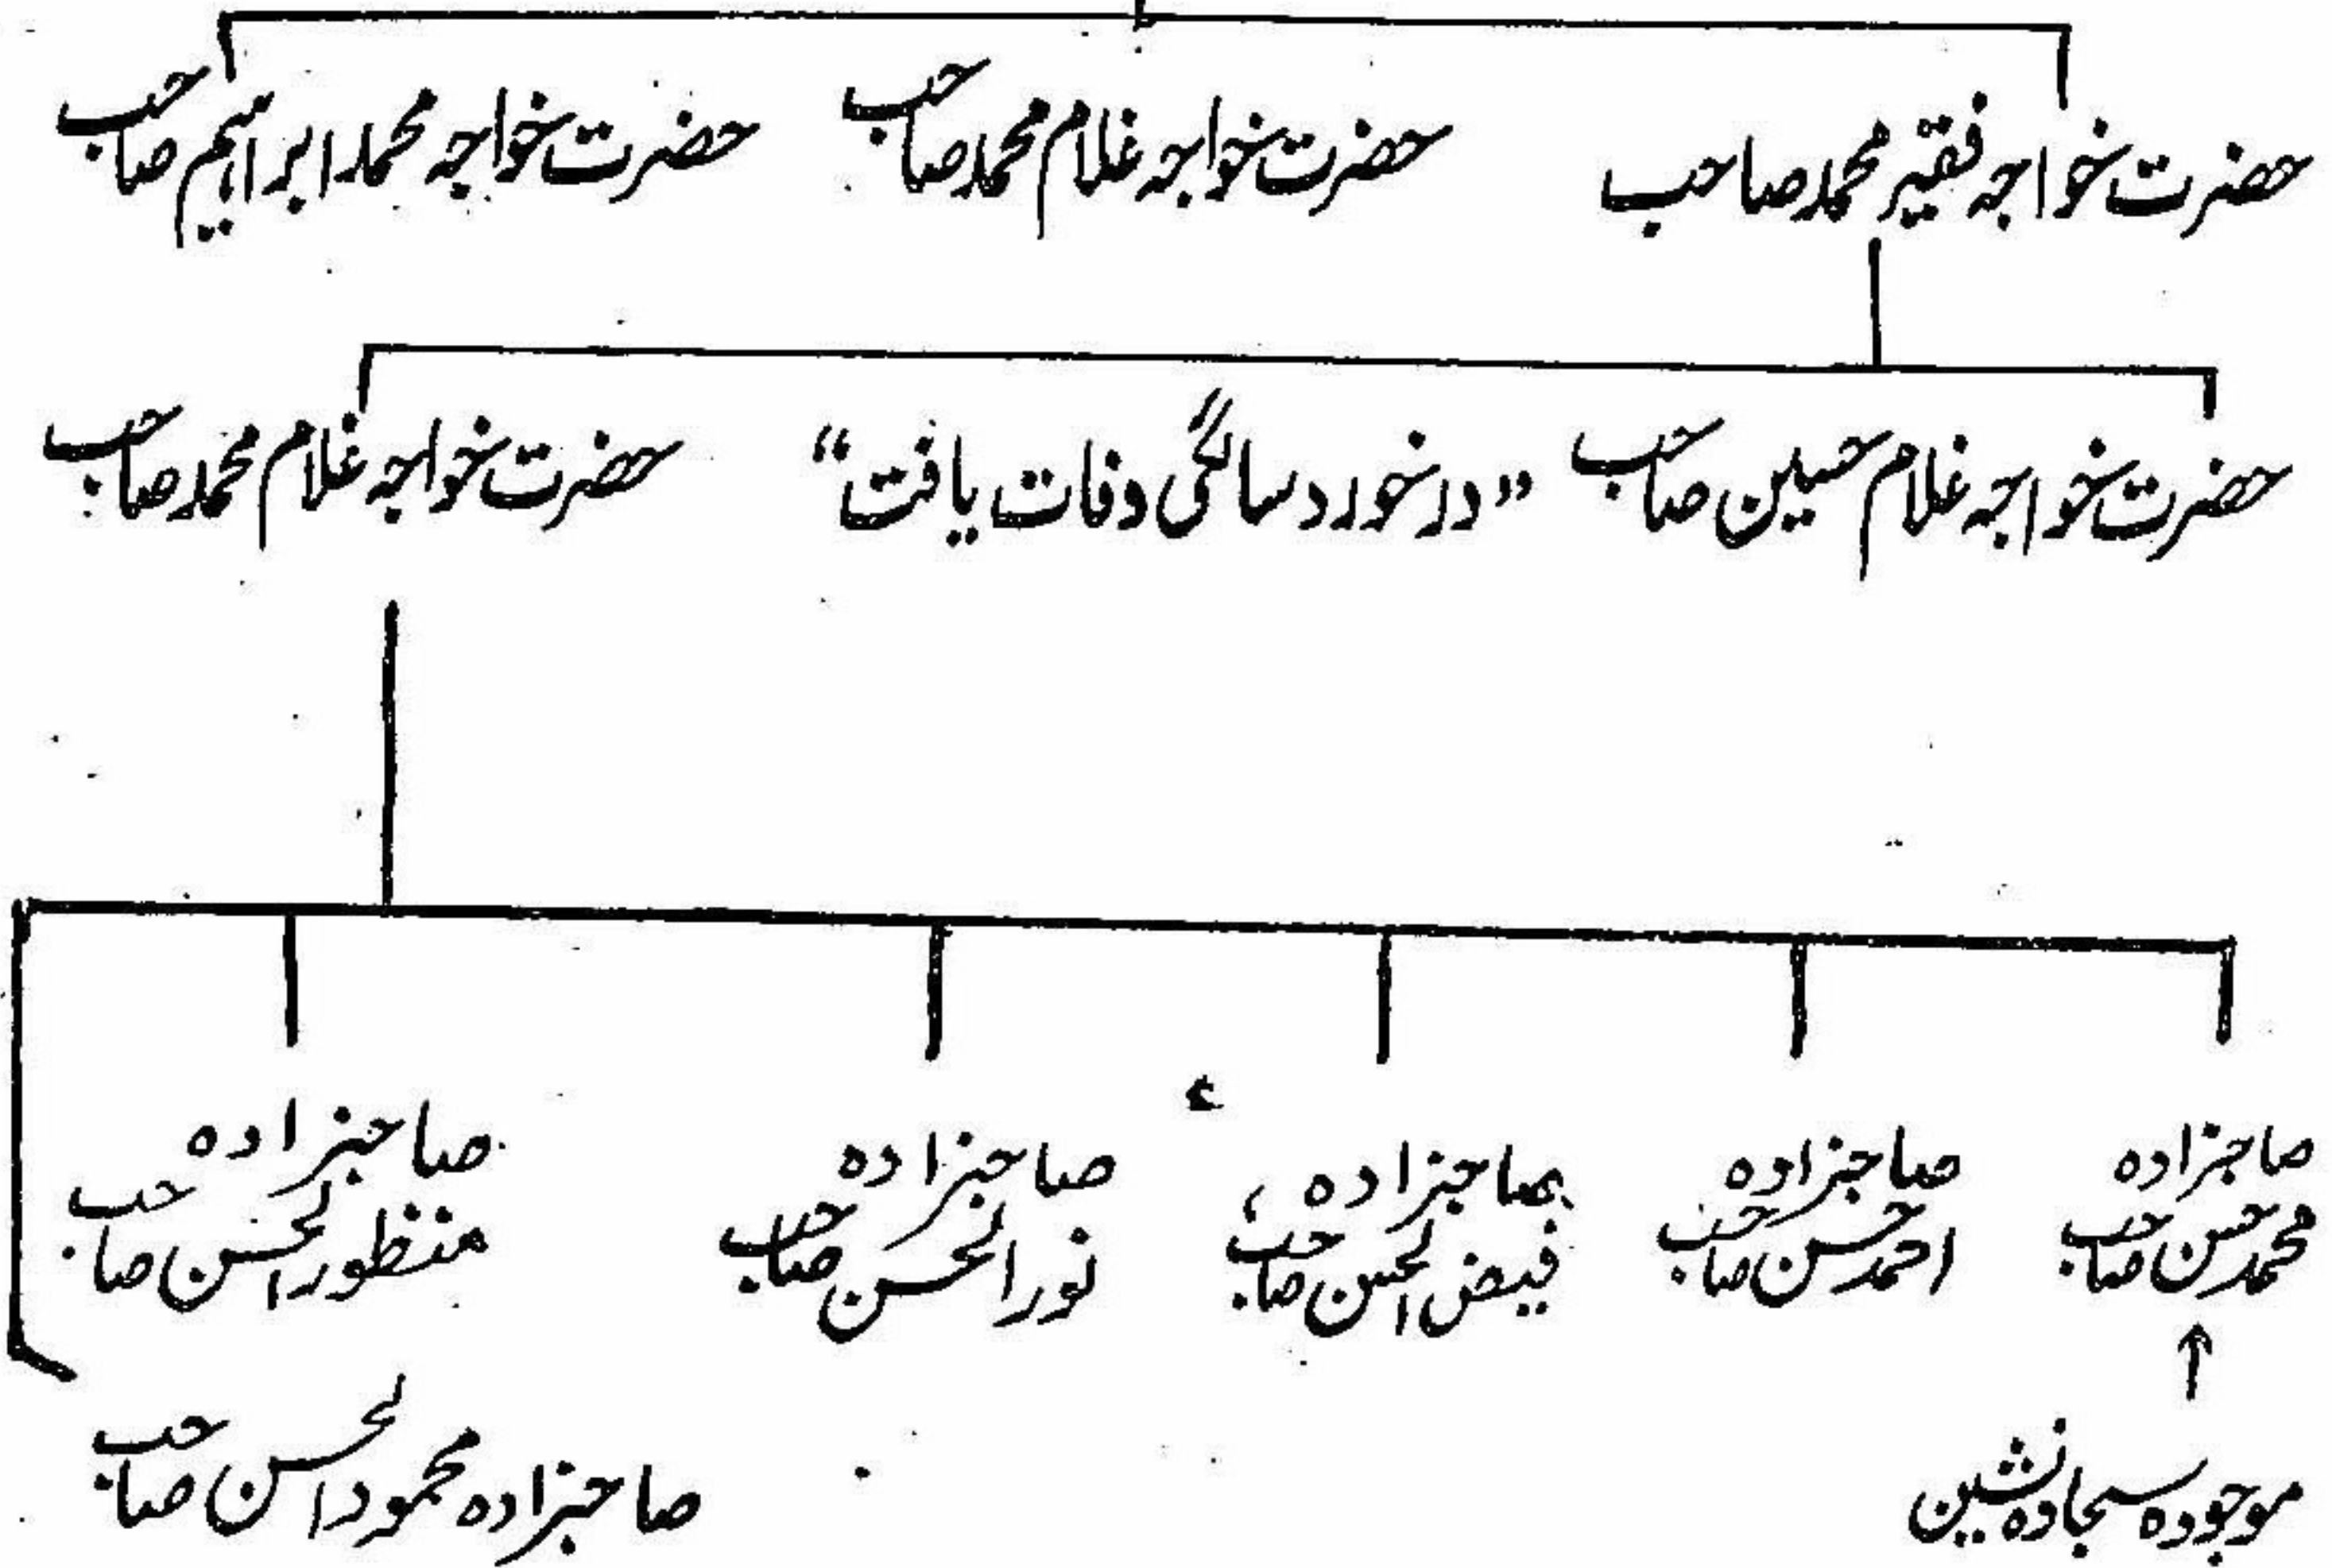 حضرت خواجہ فقیر محمد صاحب
حضرت خواجہ غلام محمد صاحب
حضرت خواجہ محمد ابراہیم صاحب
حضرت خواجہ غلام حسین صاحب
"در خورد سالگی وفات یافت"
حضرت خواجہ غلام محمد صاحب
صاحبزادہ
محمد حسن صاحب
صاحبزادہ
احمد حسن صاحب
صاحبزادہ
فیض الحسن صاحب
صاحبزادہ
نور الحسن صاحب
صاحبزادہ
منظور الحسن صاحب
↑
موجودہ سجادہ نشین
صاحبزادہ محمود الحسن صاحب